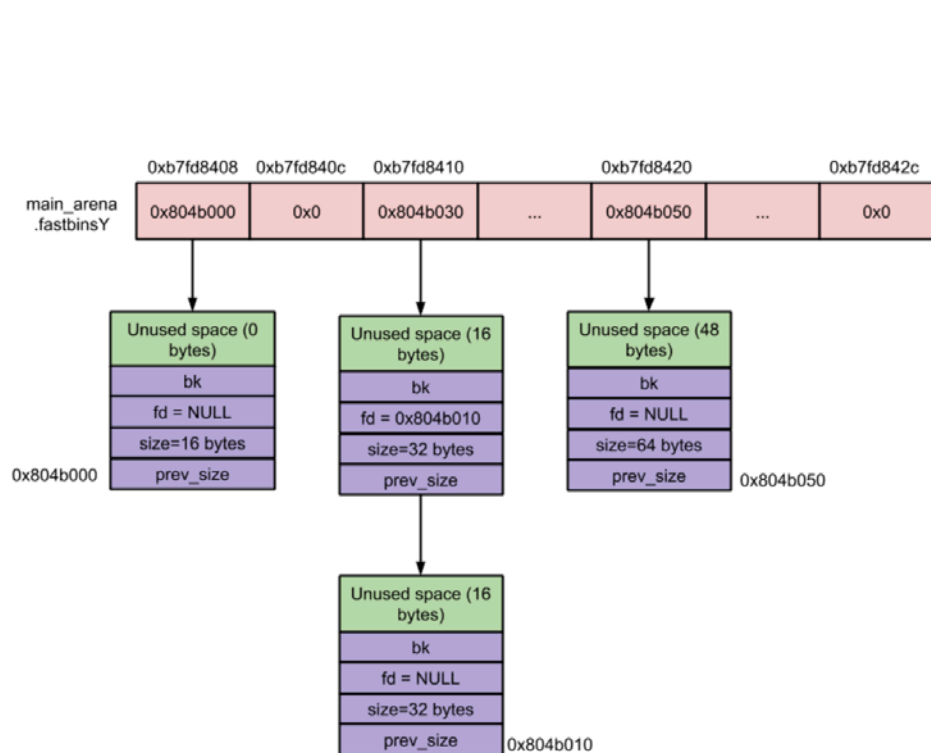 0xb7fd8408 0xb7fd840c 0xb7fd8410 0xb7fd8420 0xb7fd842c
main_arena
.fastbinsY
0x804b000 0x0 0x804b030 ... 0x804b050 ... 0x0
Unused space (0
bytes)
bk
fd = NULL
size=16 bytes
prev_size
0x804b000
Unused space (16
bytes)
bk
fd = 0x804b010
size=32 bytes
prev_size
Unused space (48
bytes)
bk
fd = NULL
size=64 bytes
prev_size
0x804b050
Unused space (16
bytes)
bk
fd = NULL
size=32 bytes
prev_size
0x804b010